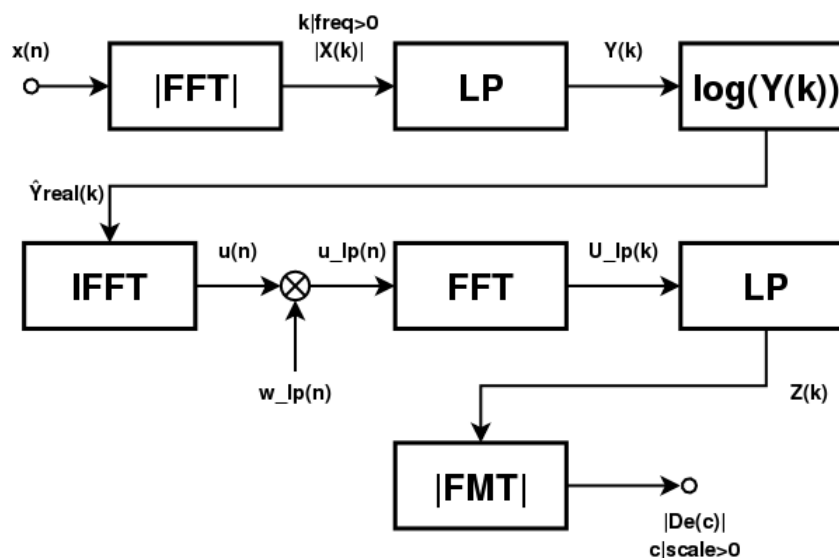 x(n)
|FFT|
k|freq>0
|X(k)|
LP
Y(k)
log(Y(k))
Ŷreal(k)
IFFT
u(n)
w_lp(n)
u_lp(n)
FFT
U_lp(k)
LP
Z(k)
|FMT|
|De(c)|
c|scale>0